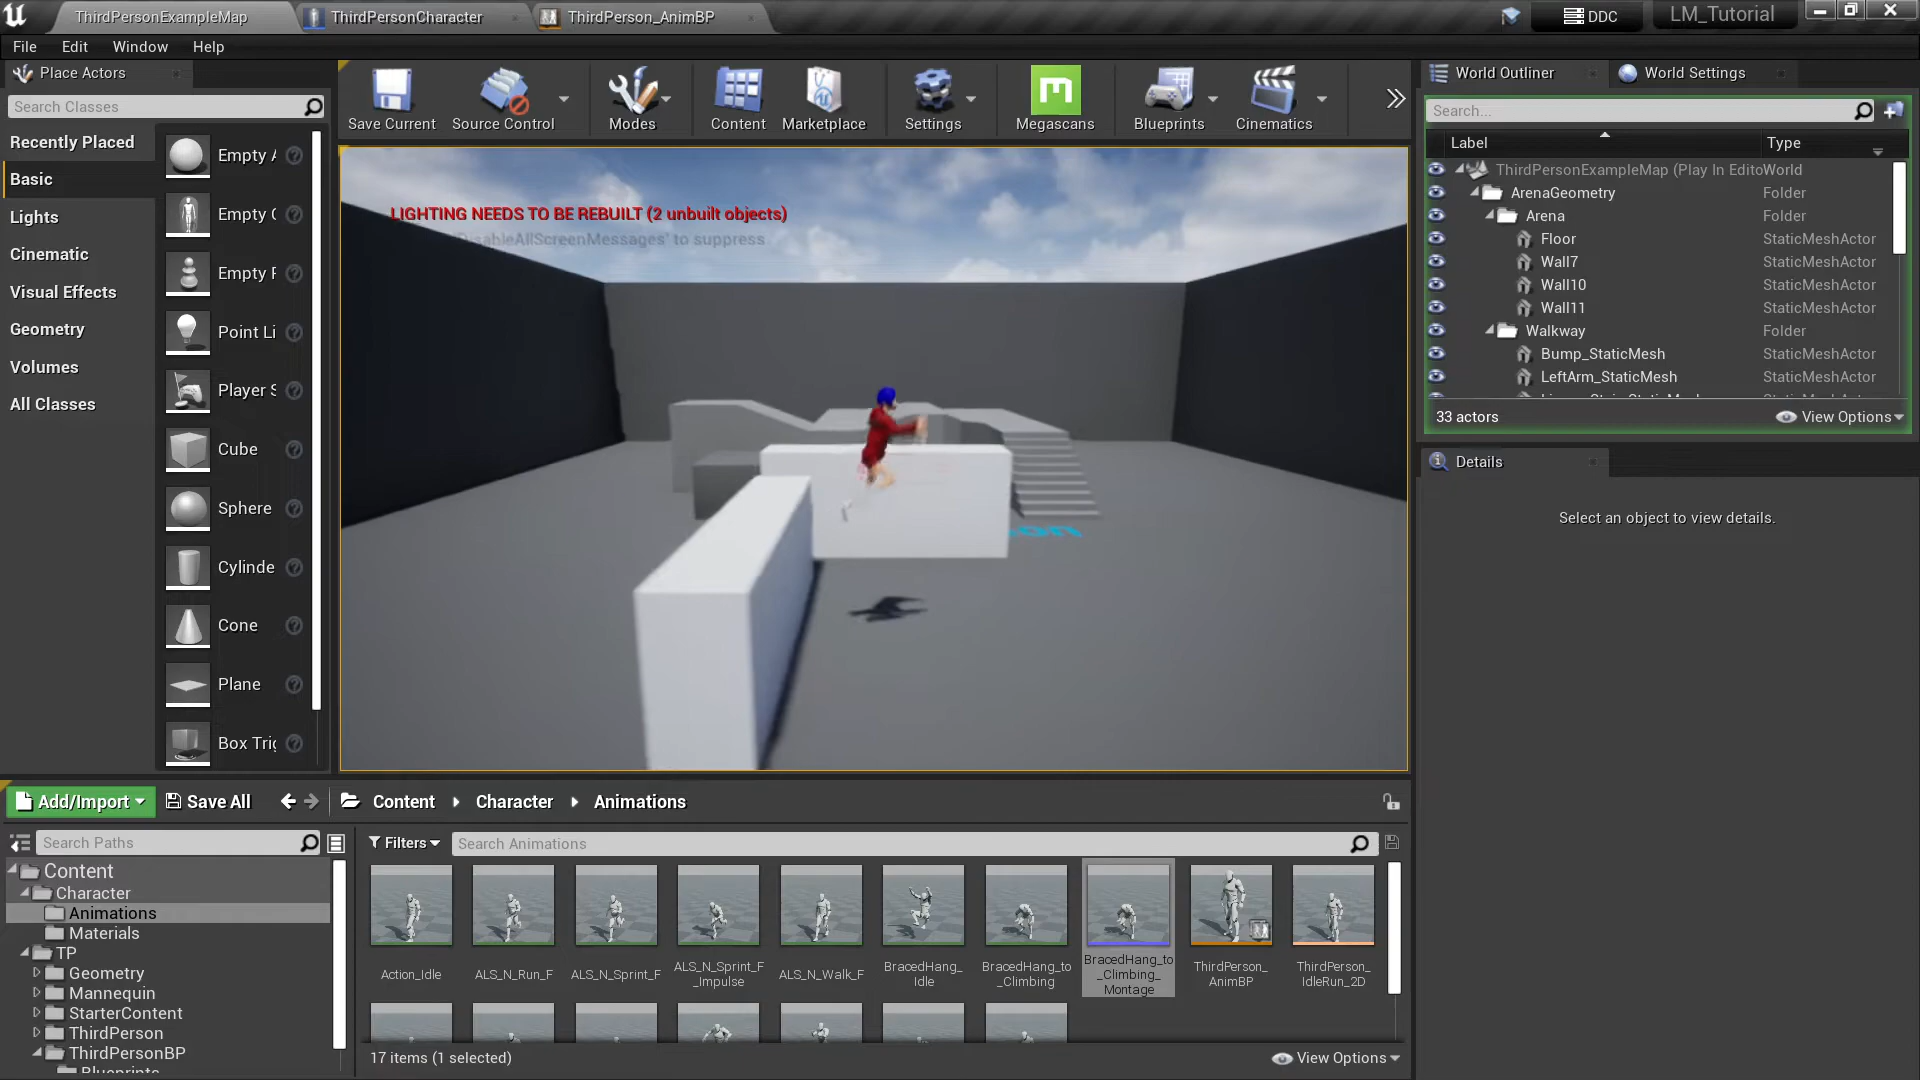 ThirdPersonExampleMap
ThirdPersonCharacter
ThirdPerson_AnimBP
DDC
LM_Tutorial
File Edit Window Help
Place Actors
Search Classes
Recently Placed
Basic
Lights
Cinematic
Visual Effects
Geometry
Volumes
All Classes
Empty A
Empty C
Empty P
Point Li
Player S
Cube
Sphere
Cylinde
Cone
Plane
Box Trig
Save Current
Source Control
Modes
Content
Marketplace
Settings
Megascans
Blueprints
Cinematics
LIGHTING NEEDS TO BE REBUILT (2 unbuilt objects)
'DisableAllScreenMessages' to suppress
World Outliner
World Settings
Search...
Label Type
ThirdPersonExampleMap (Play In Edito World
ArenaGeometry Folder
Arena Folder
Floor StaticMeshActor
Wall7 StaticMeshActor
Wall10 StaticMeshActor
Wall11 StaticMeshActor
Walkway Folder
Bump_StaticMesh StaticMeshActor
LeftArm_StaticMesh StaticMeshActor
33 actors
View Options
Details
Select an object to view details.
Add/Import
Save All
Content
Character
Animations
Search Paths
Content
Character
Animations
Materials
TP
Geometry
Mannequin
StarterContent
ThirdPerson
ThirdPersonBP
Blueprints
Filters
Search Animations
Action_Idle
ALS_N_Run_F
ALS_N_Sprint_F
ALS_N_Sprint_F
_Impulse
ALS_N_Walk_F
BracedHang_
Idle
BracedHang_to
_Climbing
BracedHang_to
_Climbing_
Montage
ThirdPerson_
AnimBP
ThirdPerson_
IdleRun_2D
17 items (1 selected)
View Options